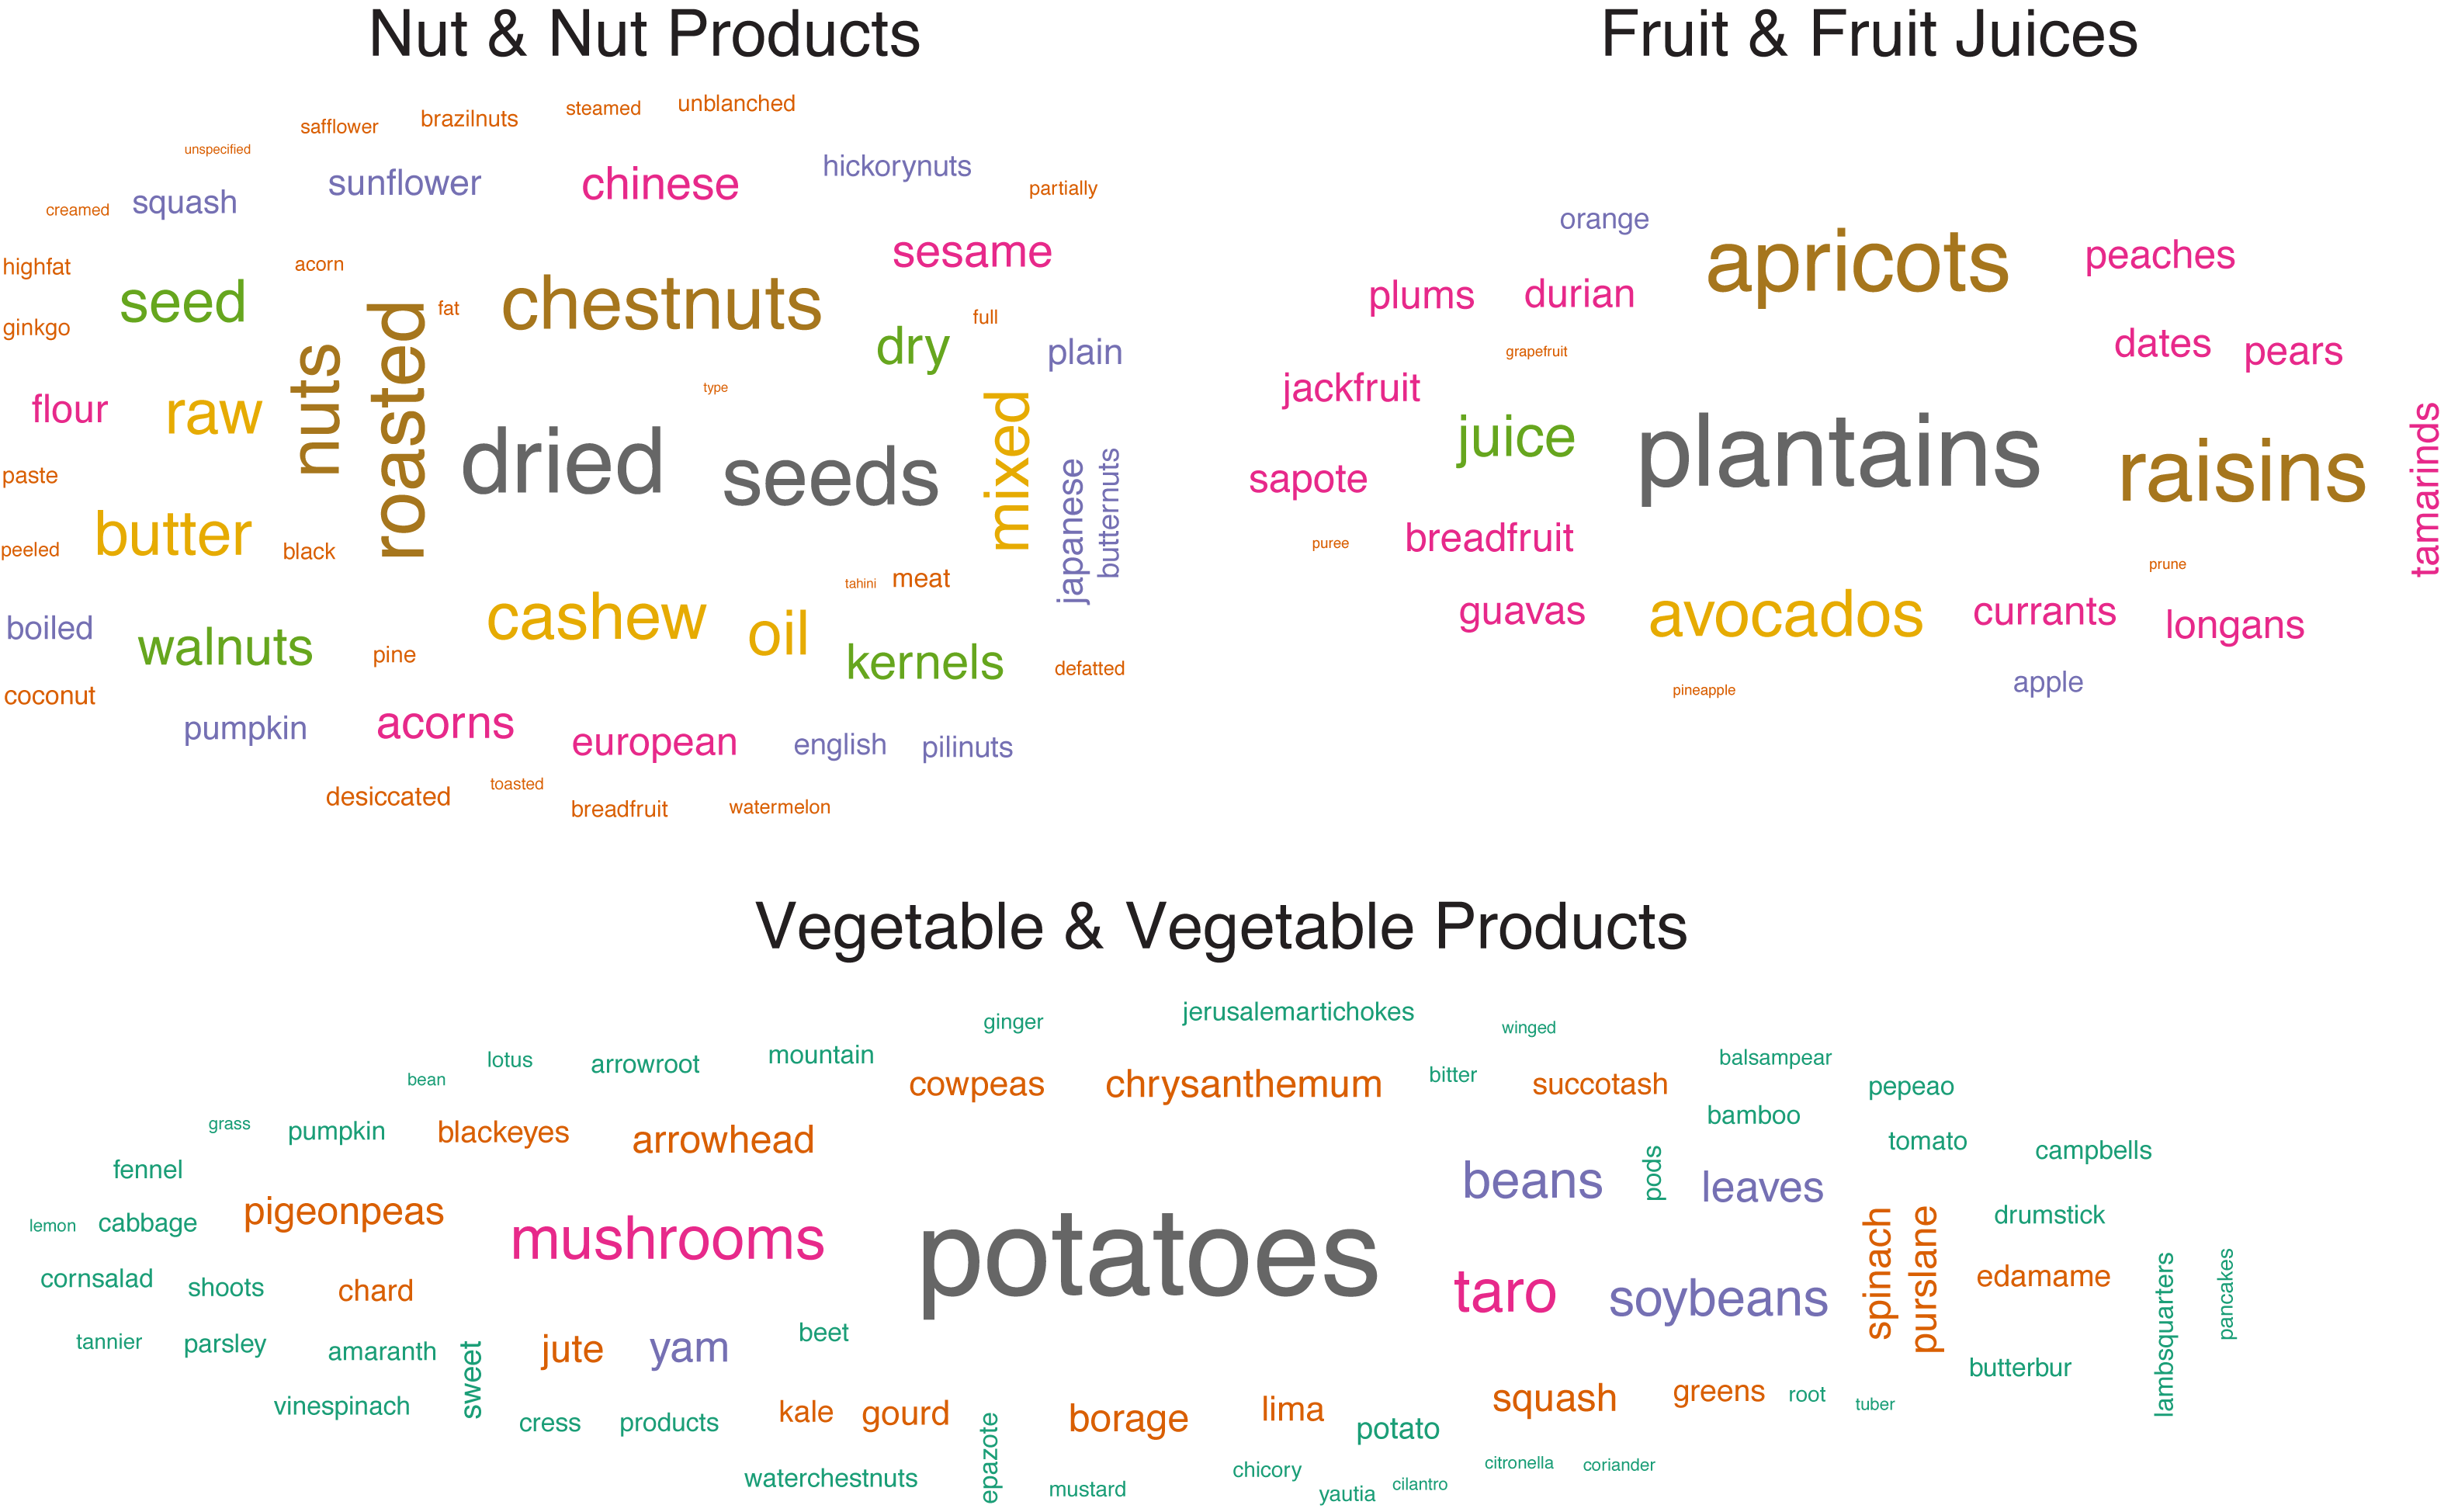 Nut & Nut Products
unblanched
steamed
brazilnuts
safflower
unspecified
hickorynuts
sunflower
chinese
partially
squash
creamed
sesame
highfat
acorn
seed
chestnuts
fat
full
ginkgo
dry
plain
type
nuts
roasted
flour
raw
mixed
dried
seeds
paste
japanese
butternuts
butter
peeled
black
tahini
meat
boiled
cashew
oil
walnuts
pine
kernels
defatted
coconut
pumpkin
acorns
european
english
pilinuts
desiccated
toasted
breadfruit
watermelon
Fruit & Fruit Juices
orange
apricots
peaches
plums
durian
dates
pears
grapefruit
jackfruit
juice
plantains
raisins
tamarinds
sapote
breadfruit
puree
prune
guavas
avocados
currants
longans
apple
pineapple
Vegetable & Vegetable Products
jerusalemartichokes
ginger
winged
lotus
arrowroot
mountain
balsampear
bean
cowpeas
chrysanthemum
bitter
succotash
pepeao
grass
pumpkin
blackeyes
arrowhead
bamboo
tomato
campbells
fennel
beans
pods
leaves
lemon
cabbage
pigeonpeas
mushrooms
potatoes
drumstick
spinach
purslane
cornsalad
shoots
chard
taro
soybeans
edamame
lambsquarters
pancakes
tannier
parsley
amaranth
sweet
jute
yam
beet
butterbur
vinespinach
cress
products
kale
gourd
borage
lima
potato
squash
greens
root
tuber
waterchestnuts
epazote
mustard
chicory
yautia
cilantro
citronella
coriander